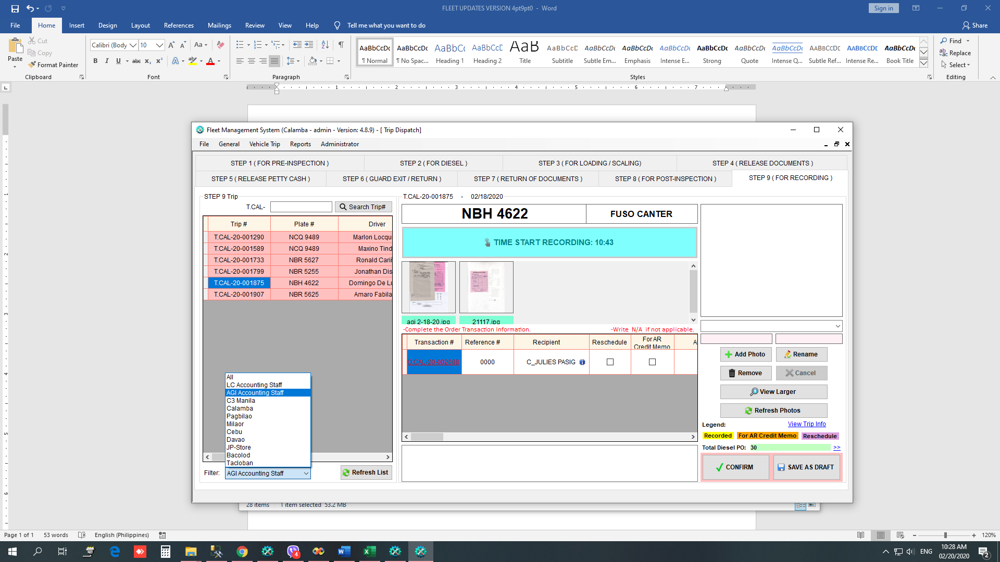 FLEET UPDATES VERSION 4pt9pt0 - Word
Sign in
File Home Insert Design Layout References Mailings Review View Help Tell me what you want to do
Share
Paste
Cut
Copy
Format Painter
Clipboard
Calibri (Body 10
Font
Paragraph
AaBbCcDc AaBbCcDc AaBbCc AaBbCcD AaB AaBbCcD AaBbCcDc AaBbCcDc AaBbCcDc AaBbCcDc AaBbCcDc AaBbCcDc AABBCCDE AABBCCDE AaBbCcDc
¶ Normal ¶ No Spac... Heading 1 Heading 2 Title Subtitle Subtle Em... Emphasis Intense E... Strong Quote Intense Q... Subtle Ref... Intense Re... Book Title
Styles
Find
Replace
Select
Editing
1 2 3 4 5 6 7
Fleet Management System (Calamba - admin - Version: 4.8.9) - [ Trip Dispatch]
File General Vehicle Trip Reports Administrator
STEP 1 ( FOR PRE-INSPECTION ) STEP 2 ( FOR DIESEL ) STEP 3 ( FOR LOADING / SCALING) STEP 4 ( RELEASE DOCUMENTS )
STEP 5 ( RELEASE PETTY CASH ) STEP 6 ( GUARD EXIT / RETURN ) STEP 7 ( RETURN OF DOCUMENTS ) STEP 8 ( FOR POST-INSPECTION ) STEP 9 ( FOR RECORDING )
STEP 9 Trip
T.CAL- Search Trip#
Trip # Plate # Driver
T.CAL-20-001290 NCQ 9489 Marlon Locqu
T.CAL-20-001589 NCQ 9489 Maxino Tind
T.CAL-20-001733 NBR 5627 Ronald Cariñ
T.CAL-20-001799 NBR 5255 Jonathan Dis
T.CAL-20-001875 NBH 4622 Domingo De Lu
T.CAL-20-001907 NBR 5625 Amaro Fabila
All
LC Accounting Staff
AGI Accounting Staff
C3 Manila
Calamba
Pagbilao
Milaor
Cebu
Davao
JP-Store
Bacolod
Tacloban
Filter: AGI Accounting Staff
Refresh List
T.CAL-20-001875 - 02/18/2020
NBH 4622 FUSO CANTER
TIME START RECORDING: 10:43
agi 2-18-20.jpg 21117.jpg
-Complete the Order Transaction Information. -Write N/A if not applicable.
Transaction # Reference # Recipient Reschedule For AR Credit Memo A
O.CAL-20-002688 0000 C_JULIES PASIG
Add Photo Rename
Remove Cancel
View Larger
Refresh Photos
Legend: View Trip Info
Recorded For AR Credit Memo Reschedule
Total Diesel PO: 30 >>
CONFIRM SAVE AS DRAFT
28 items 1 item selected 53.2 MB
Page 1 of 1 53 words English (Philippines)
120%
4
ENG
10:28 AM
02/20/2020
2